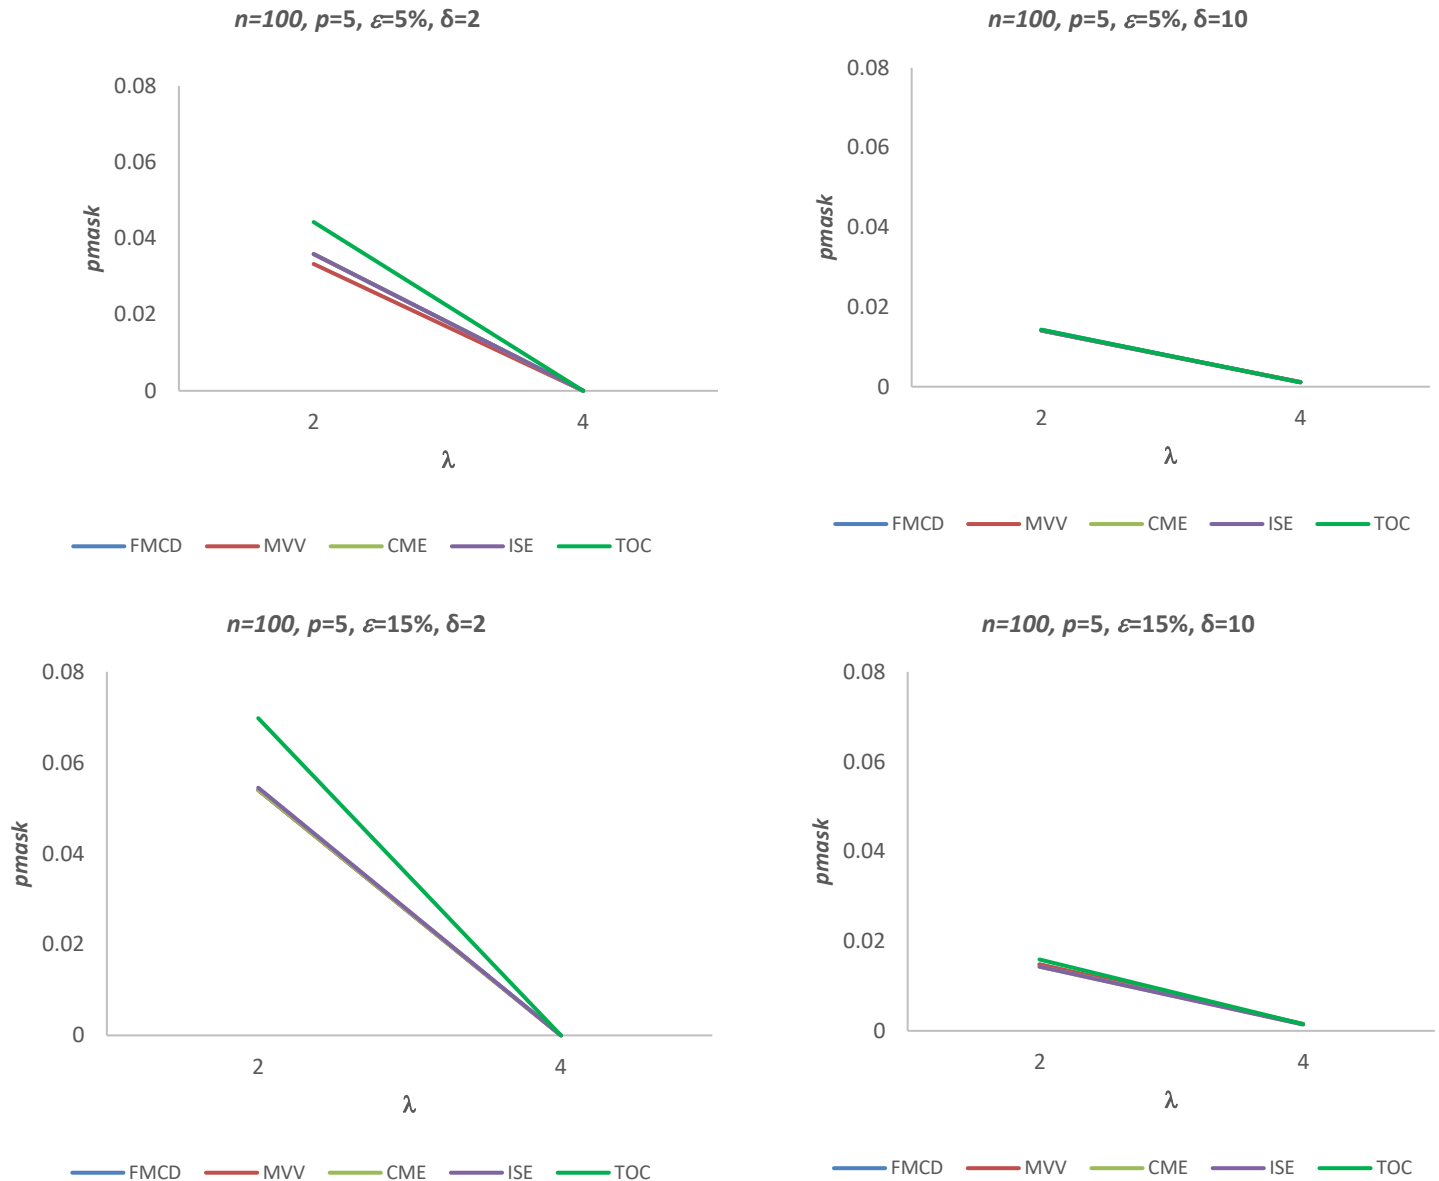 n=100, p=5, ε=5%, δ=2
0.08
0.06
0.04
0.02
0
pmask
2 4
λ
FMCD MVV CME ISE TOC
n=100, p=5, ε=5%, δ=10
0.08
0.06
0.04
0.02
0
pmask
2 4
λ
FMCD MVV CME ISE TOC
n=100, p=5, ε=15%, δ=2
0.08
0.06
0.04
0.02
0
pmask
2 4
λ
FMCD MVV CME ISE TOC
n=100, p=5, ε=15%, δ=10
0.08
0.06
0.04
0.02
0
pmask
2 4
λ
FMCD MVV CME ISE TOC